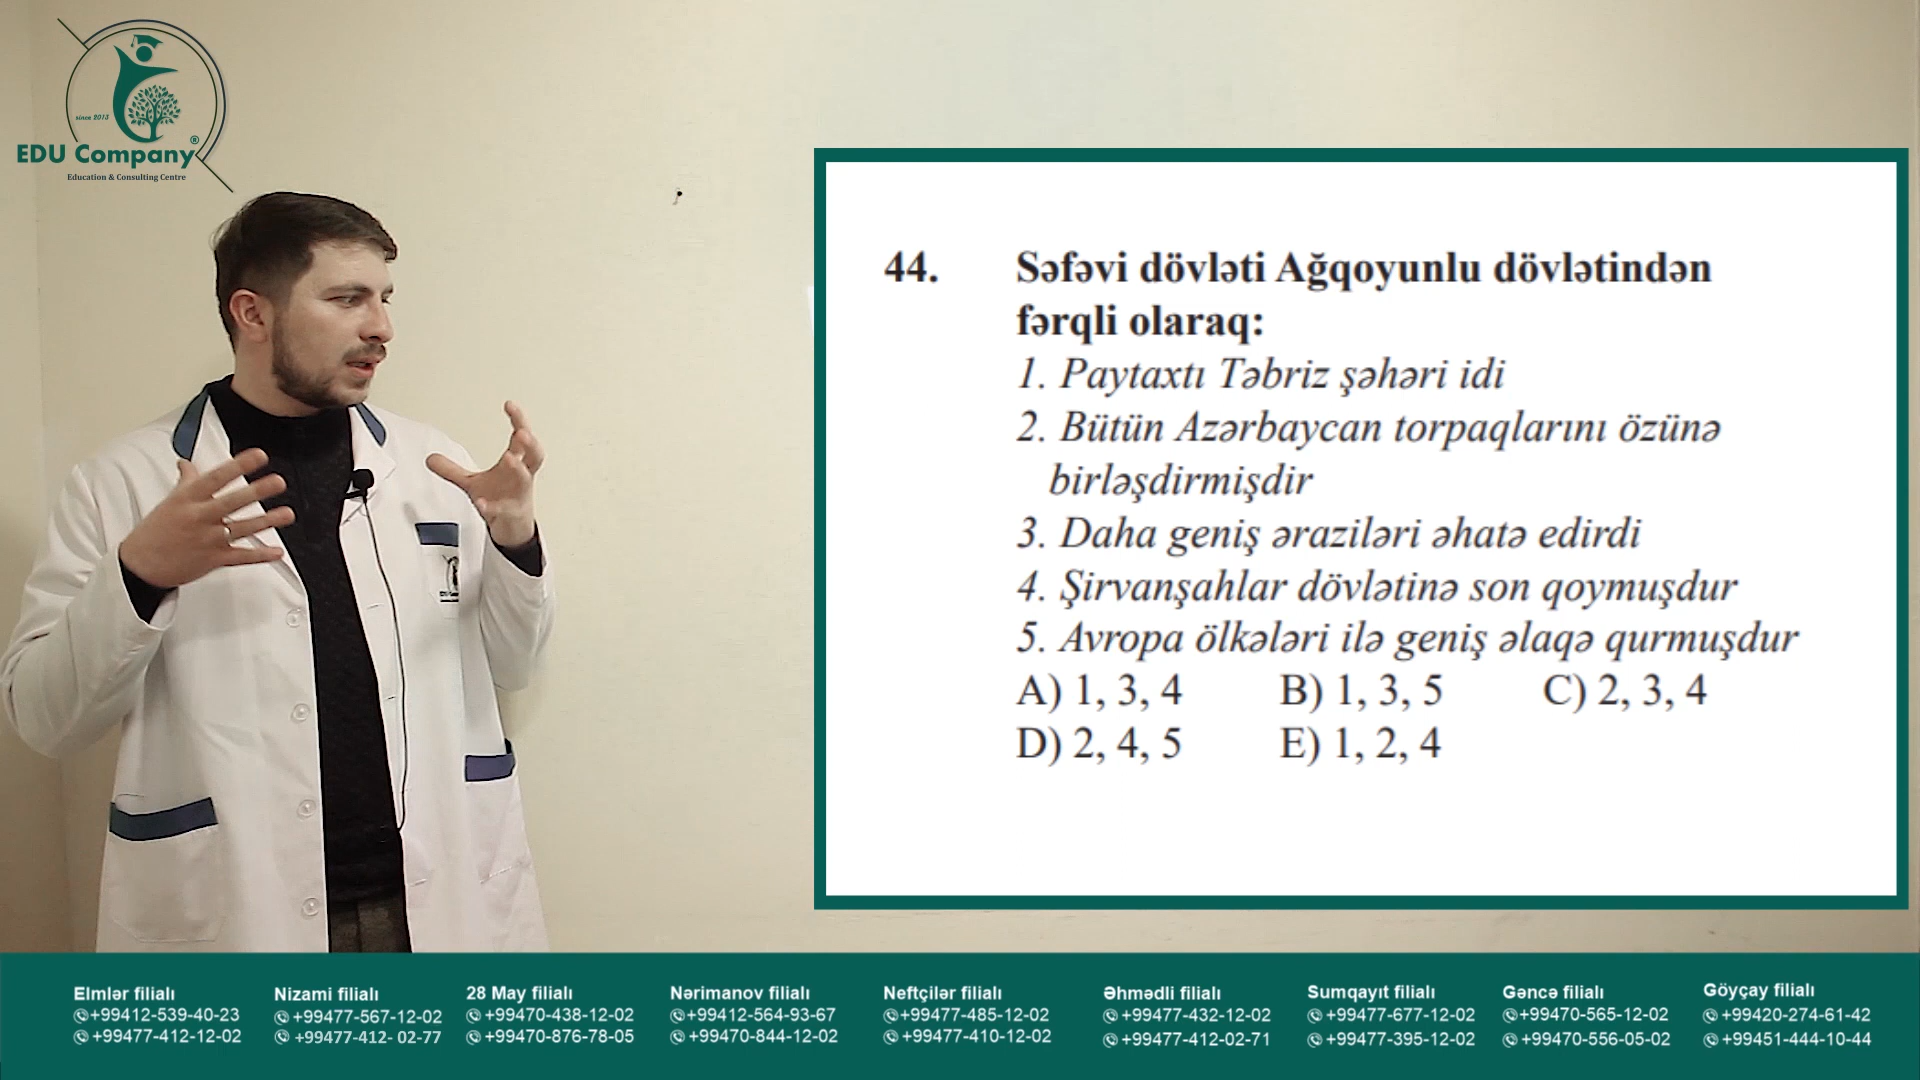 since 2013
EDU Company®
Education & Consulting Centre
44. Səfəvi dövləti Ağqoyunlu dövlətindən
fərqli olaraq:
1. Paytaxtı Təbriz şəhəri idi
2. Bütün Azərbaycan torpaqlarını özünə
birləşdirmişdir
3. Daha geniş əraziləri əhatə edirdi
4. Şirvanşahlar dövlətinə son qoymuşdur
5. Avropa ölkələri ilə geniş əlaqə qurmuşdur
A) 1, 3, 4 B) 1, 3, 5 C) 2, 3, 4
D) 2, 4, 5 E) 1, 2, 4
Elmlər filialı
+99412-539-40-23
+99477-412-12-02
Nizami filialı
+99477-567-12-02
+99477-412- 02-77
28 May filialı
+99470-438-12-02
+99470-876-78-05
Nərimanov filialı
+99412-564-93-67
+99470-844-12-02
Neftçilər filialı
+99477-485-12-02
+99477-410-12-02
Əhmədli filialı
+99477-432-12-02
+99477-412-02-71
Sumqayıt filialı
+99477-677-12-02
+99477-395-12-02
Gəncə filialı
+99470-565-12-02
+99470-556-05-02
Göyçay filialı
+99420-274-61-42
+99451-444-10-44